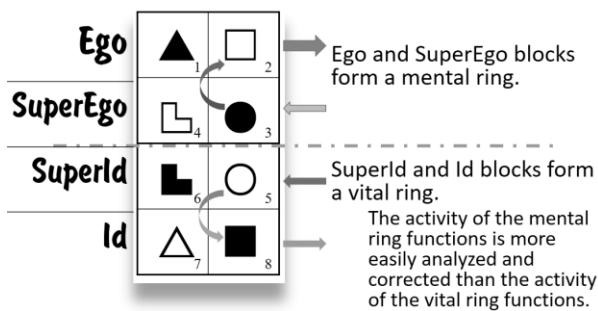 Ego
1
2
Ego and SuperEgo blocks
form a mental ring.
SuperEgo
4
3
SuperId
6
5
SuperId and Id blocks form
a vital ring.
Id
7
8
The activity of the mental
ring functions is more
easily analyzed and
corrected than the activity
of the vital ring functions.